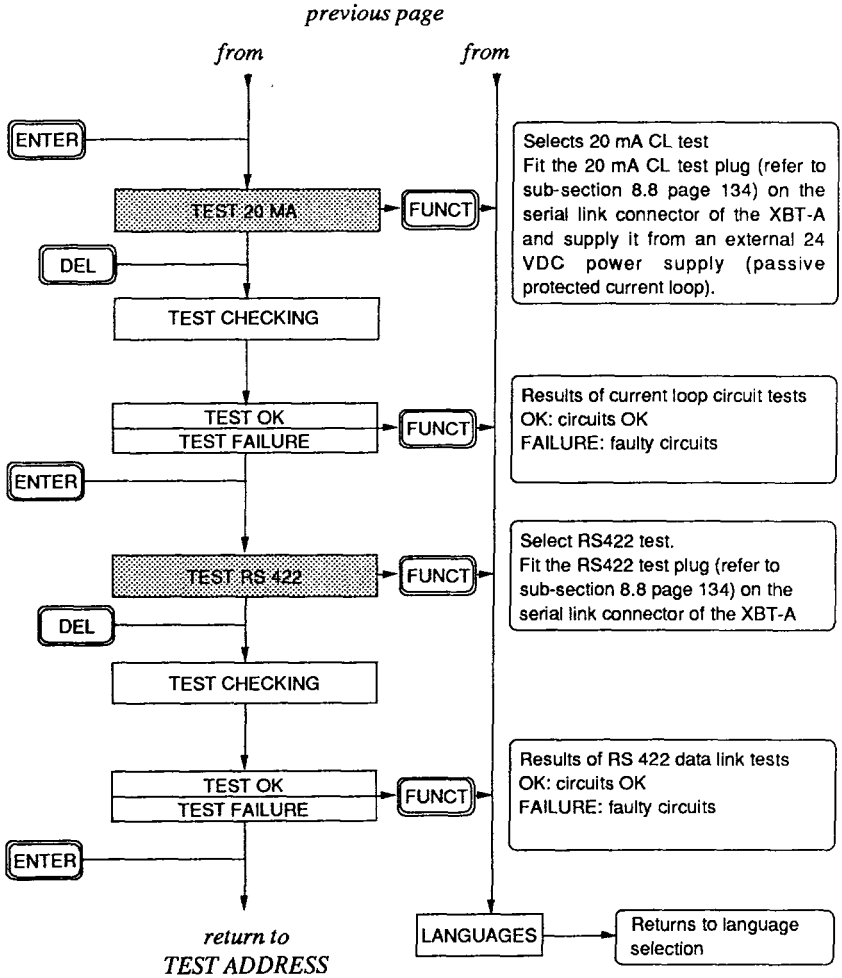 previous page
from
from
ENTER
Selects 20 mA CL test
Fit the 20 mA CL test plug (refer to
sub-section 8.8 page 134) on the
serial link connector of the XBT-A
and supply it from an external 24
VDC power supply (passive
protected current loop).
TEST 20 MA
FUNCT
DEL
TEST CHECKING
TEST OK
TEST FAILURE
FUNCT
Results of current loop circuit tests
OK: circuits OK
FAILURE: faulty circuits
ENTER
Select RS422 test.
Fit the RS422 test plug (refer to
sub-section 8.8 page 134) on the
serial link connector of the XBT-A
TEST RS 422
FUNCT
DEL
TEST CHECKING
TEST OK
TEST FAILURE
FUNCT
Results of RS 422 data link tests
OK: circuits OK
FAILURE: faulty circuits
ENTER
return to
TEST ADDRESS
LANGUAGES
Returns to language
selection